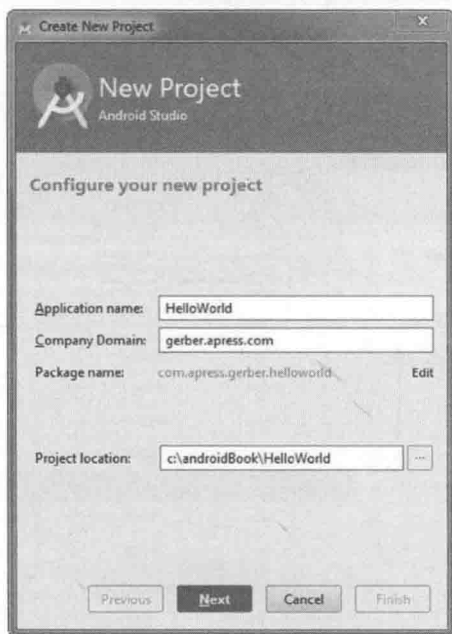 Create New Project
New Project
Android Studio
Configure your new project
Application name: HelloWorld
Company Domain: gerber.apress.com
Package name: com.apress.gerber.helloworld Edit
Project location: c:\androidBook\HelloWorld ...
Previous Next Cancel Finish